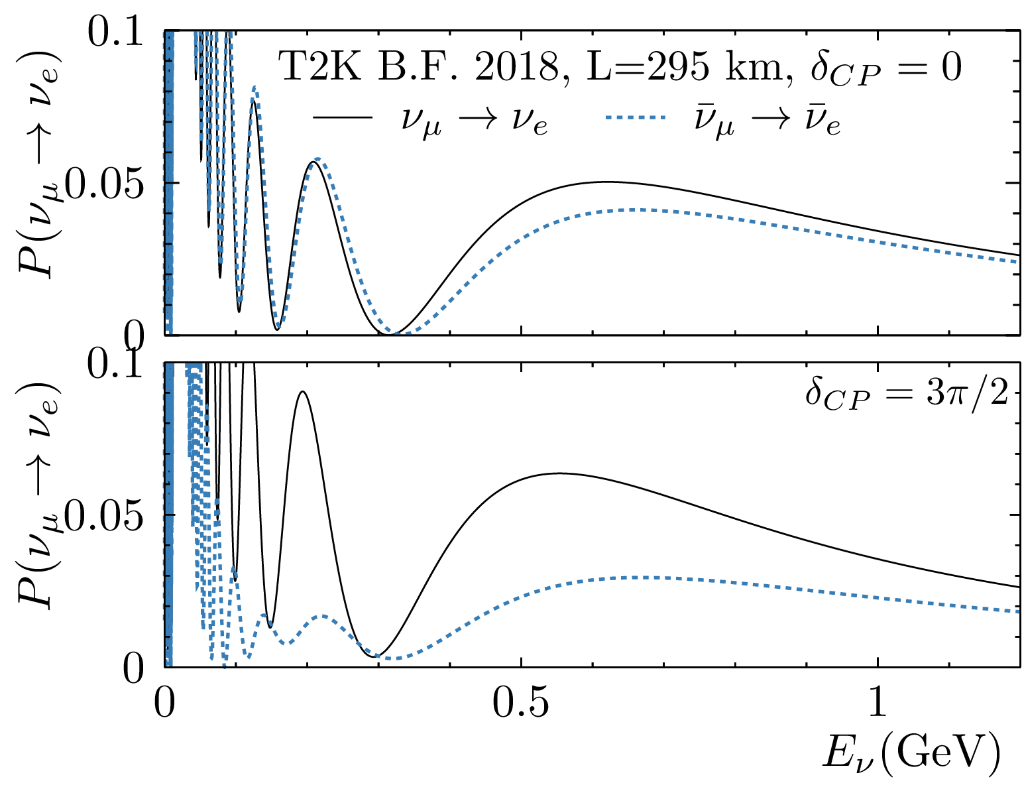 0.1
T2K B.F. 2018, L=295 km, δ_CP = 0
ν_μ → ν_e
ν̄_μ → ν̄_e
P(ν_μ → ν_e)
0.05
0
0.1
δ_CP = 3π/2
P(ν_μ → ν_e)
0.05
0
0 0.5 1
E_ν(GeV)